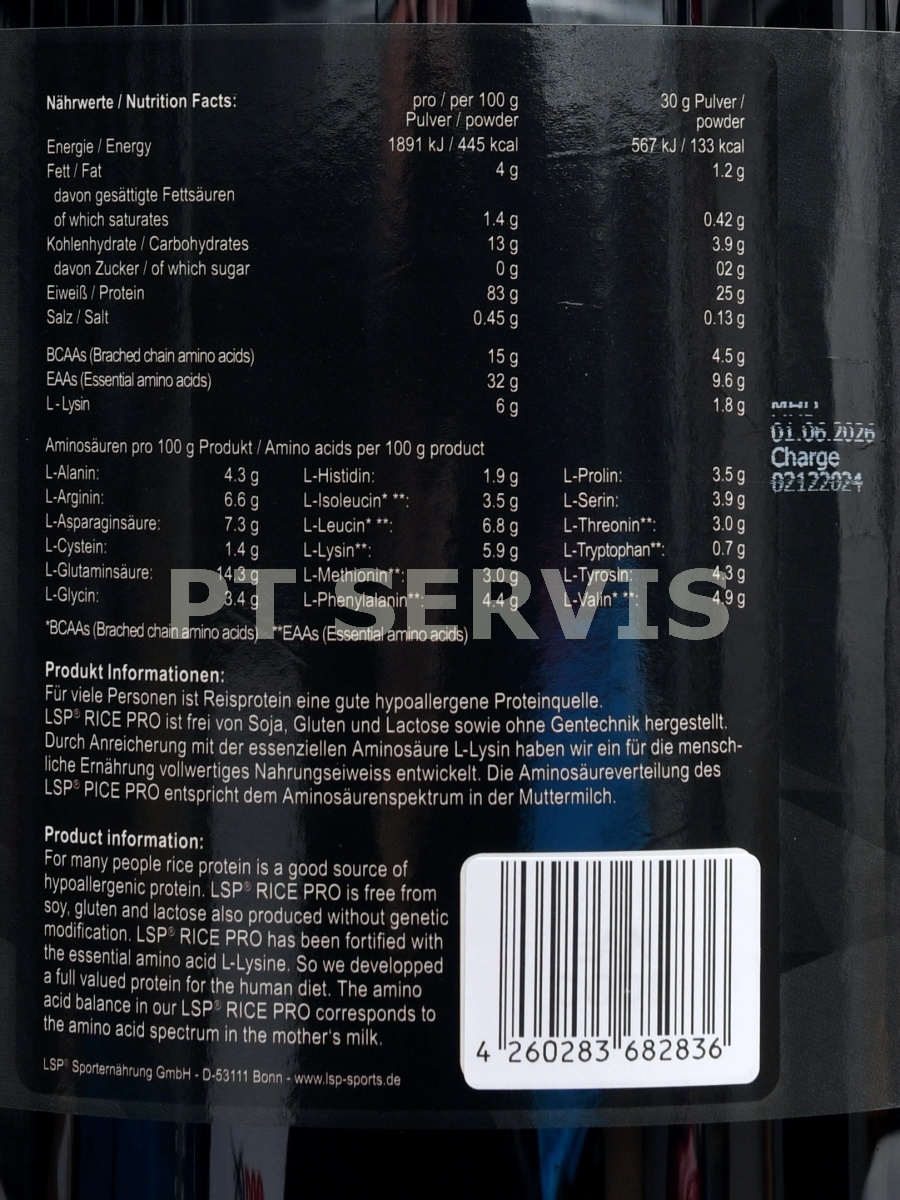 Nährwerte / Nutrition Facts: pro / per 100 g 30 g Pulver /
Pulver / powder powder
Energie / Energy 1891 kJ / 445 kcal 567 kJ / 133 kcal
Fett / Fat 4 g 1.2 g
davon gesättigte Fettsäuren
of which saturates 1.4 g 0.42 g
Kohlenhydrate / Carbohydrates 13 g 3.9 g
davon Zucker / of which sugar 0 g 02 g
Eiweiß / Protein 83 g 25 g
Salz / Salt 0.45 g 0.13 g
BCAAs (Brached chain amino acids) 15 g 4.5 g
EAAs (Essential amino acids) 32 g 9.6 g
L - Lysin 6 g 1.8 g
MHD
01.06.2026
Charge
02122024
Aminosäuren pro 100 g Produkt / Amino acids per 100 g product
L-Alanin: 4.3 g L-Histidin: 1.9 g L-Prolin: 3.5 g
L-Arginin: 6.6 g L-Isoleucin* **: 3.5 g L-Serin: 3.9 g
L-Asparaginsäure: 7.3 g L-Leucin* **: 6.8 g L-Threonin**: 3.0 g
L-Cystein: 1.4 g L-Lysin**: 5.9 g L-Tryptophan**: 0.7 g
L-Glutaminsäure: 14.3 g L-Methionin**: 3.0 g L-Tyrosin: 4.3 g
L-Glycin: 3.4 g L-Phenylalanin**: 4.4 g L-Valin* **: 4.9 g
PT SERVIS
*BCAAs (Brached chain amino acids) **EAAs (Essential amino acids)
Produkt Informationen:
Für viele Personen ist Reisprotein eine gute hypoallergene Proteinquelle.
LSP® RICE PRO ist frei von Soja, Gluten und Lactose sowie ohne Gentechnik hergestellt.
Durch Anreicherung mit der essenziellen Aminosäure L-Lysin haben wir ein für die mensch-
liche Ernährung vollwertiges Nahrungseiweiss entwickelt. Die Aminosäureverteilung des
LSP® PICE PRO entspricht dem Aminosäurenspektrum in der Muttermilch.
Product information:
For many people rice protein is a good source of
hypoallergenic protein. LSP® RICE PRO is free from
soy, gluten and lactose also produced without genetic
modification. LSP® RICE PRO has been fortified with
the essential amino acid L-Lysine. So we developped
a full valued protein for the human diet. The amino
acid balance in our LSP® RICE PRO corresponds to
the amino acid spectrum in the mother's milk.
LSP® Sporternährung GmbH - D-53111 Bonn - www.lsp-sports.de
4 260283 682836